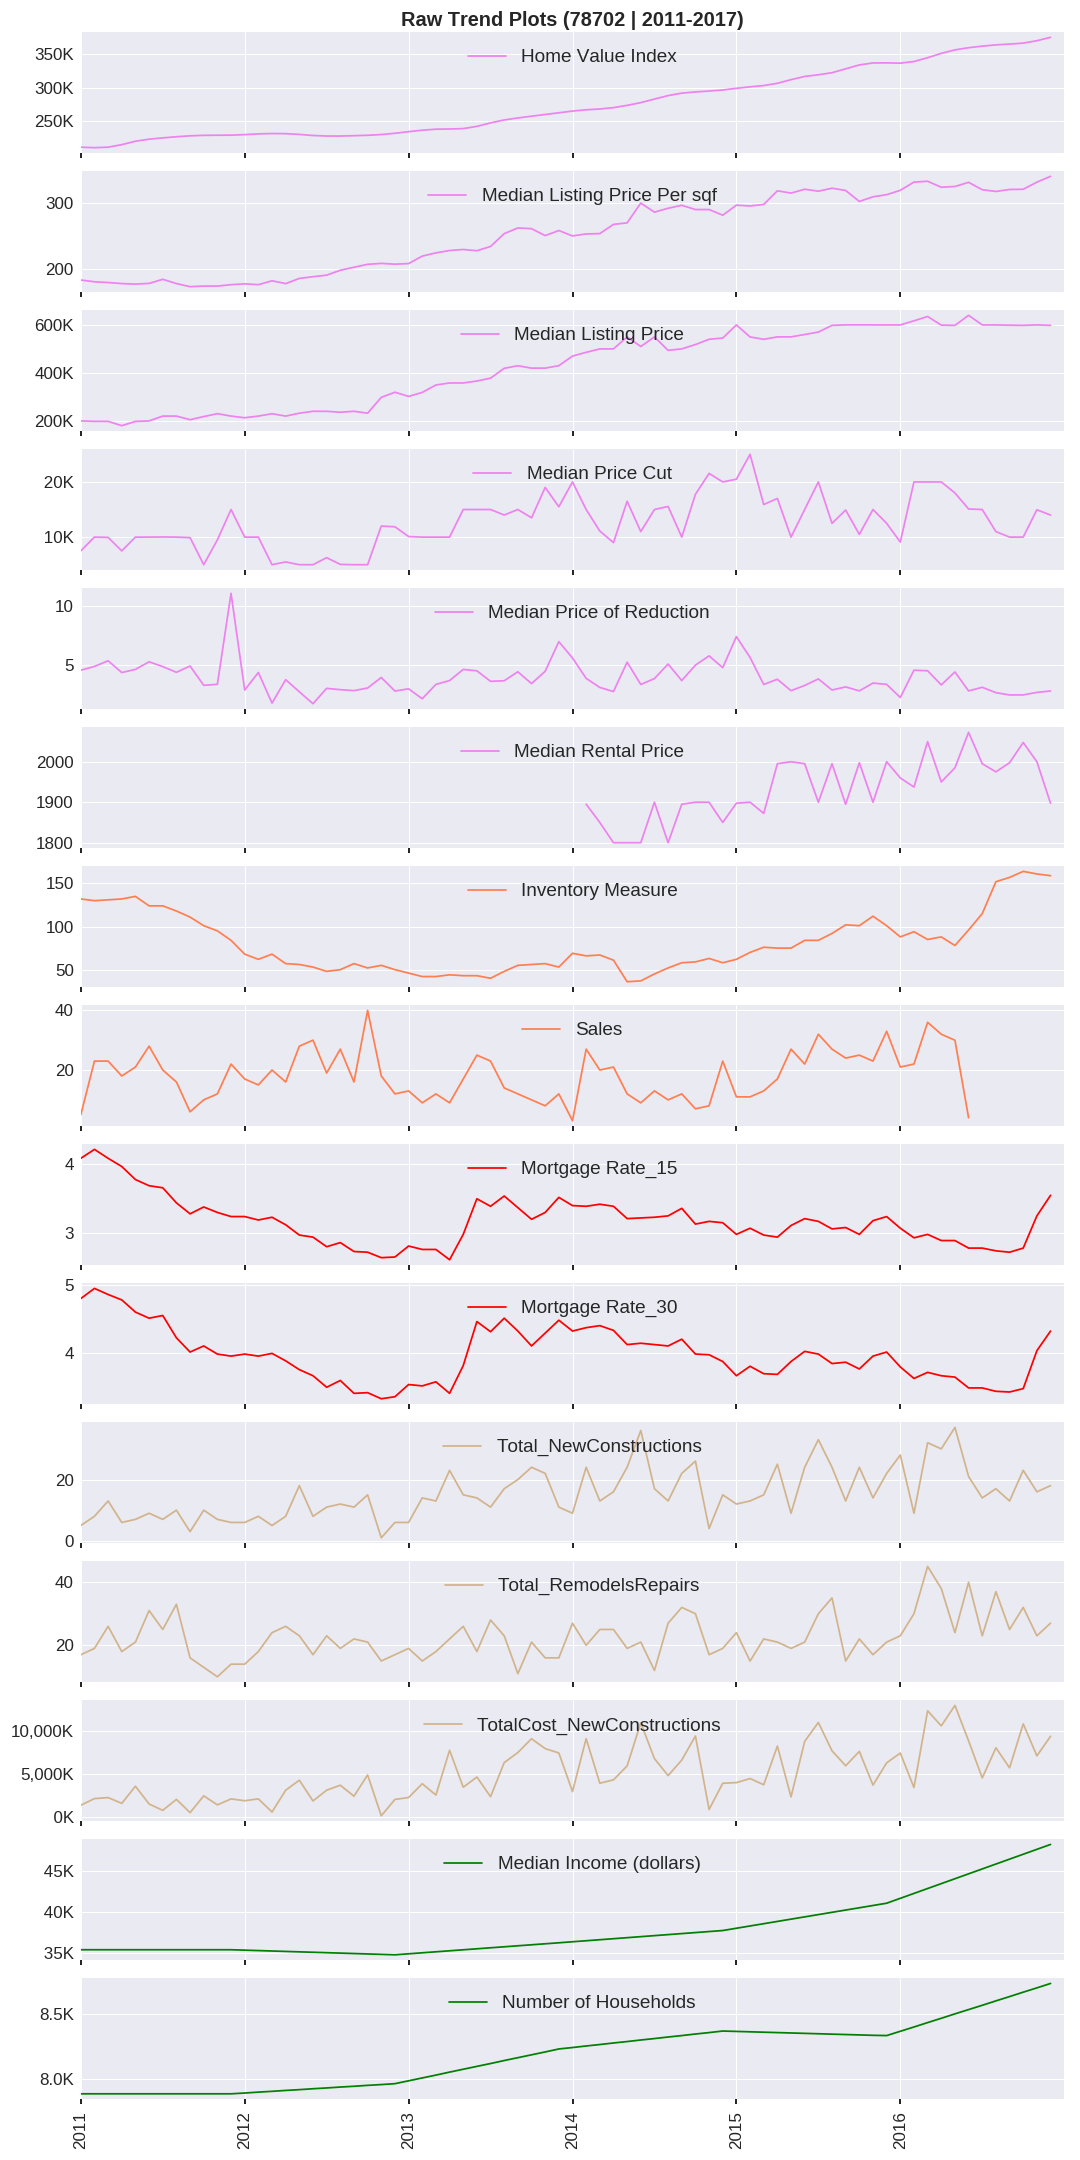 Raw Trend Plots (78702 | 2011-2017)
Home Value Index
350K
300K
250K
Median Listing Price Per sqf
300
200
Median Listing Price
600K
400K
200K
Median Price Cut
20K
10K
Median Price of Reduction
10
5
Median Rental Price
2000
1900
1800
Inventory Measure
150
100
50
Sales
40
20
Mortgage Rate_15
4
3
Mortgage Rate_30
5
4
Total_NewConstructions
20
0
Total_RemodelsRepairs
40
20
TotalCost_NewConstructions
10,000K
5,000K
0K
Median Income (dollars)
45K
40K
35K
Number of Households
8.5K
8.0K
2011
2012
2013
2014
2015
2016